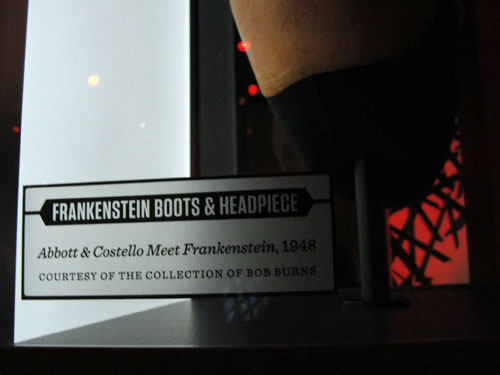 FRANKENSTEIN BOOTS & HEADPIECE
Abbott & Costello Meet Frankenstein, 1948
COURTESY OF THE COLLECTION OF BOB BURNS